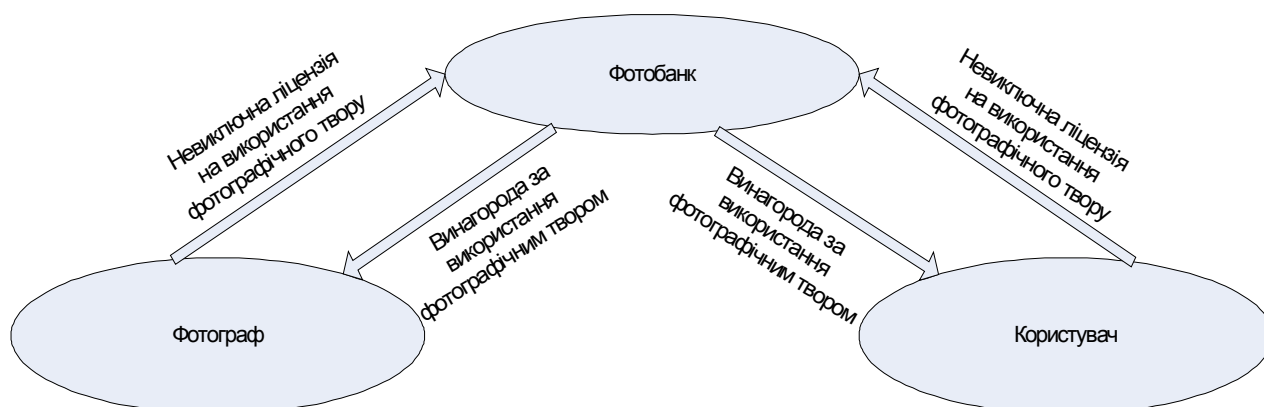 Фотобанк
Невиключна ліцензія
на використання
фотографічного твору
Винагорода за
використання
фотографічним твором
Винагорода за
використання
фотографічним твором
Невиключна ліцензія
на використання
фотографічного твору
Фотограф
Користувач